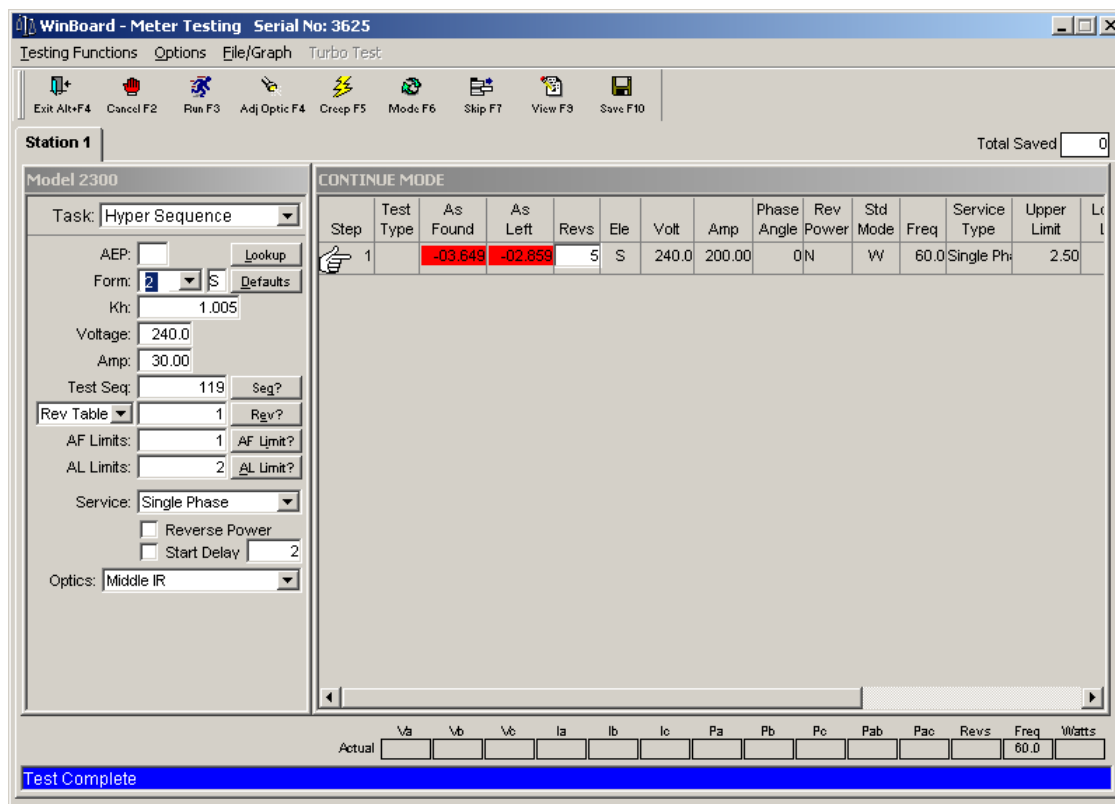 WinBoard - Meter Testing Serial No: 3625
Testing Functions Options File/Graph Turbo Test
Exit Alt+F4 Cancel F2 Run F3 Adj Optic F4 Creep F5 Mode F6 Skip F7 View F9 Save F10
Station 1
Total Saved 0
Model 2300
Task: Hyper Sequence
AEP: Lookup
Form: 2 S Defaults
Kh: 1.005
Voltage: 240.0
Amp: 30.00
Test Seq: 119 Seq?
Rev Table 1 Rev?
AF Limits: 1 AF Limit?
AL Limits: 2 AL Limit?
Service: Single Phase
Reverse Power
Start Delay 2
Optics: Middle IR
CONTINUE MODE
Test As As Phase Rev Std Service Upper Lo
Step Type Found Left Revs Ele Volt Amp Angle Power Mode Freq Type Limit L
1 -03.649 -02.859 5 S 240.0 200.00 0 N W 60.0 Single Ph 2.50
Va Vb Vc Ia Ib Ic Pa Pb Pc Pab Pac Revs Freq Watts
Actual 60.0
Test Complete